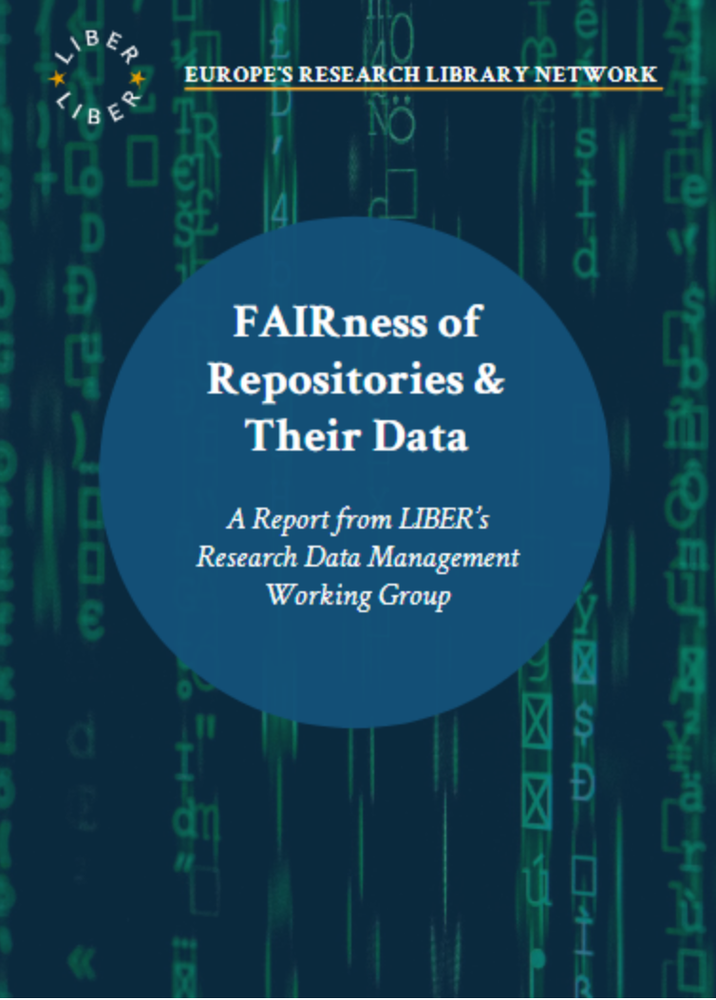 LIBER
LIBER
EUROPE'S RESEARCH LIBRARY NETWORK
FAIRness of
Repositories &
Their Data
A Report from LIBER's
Research Data Management
Working Group